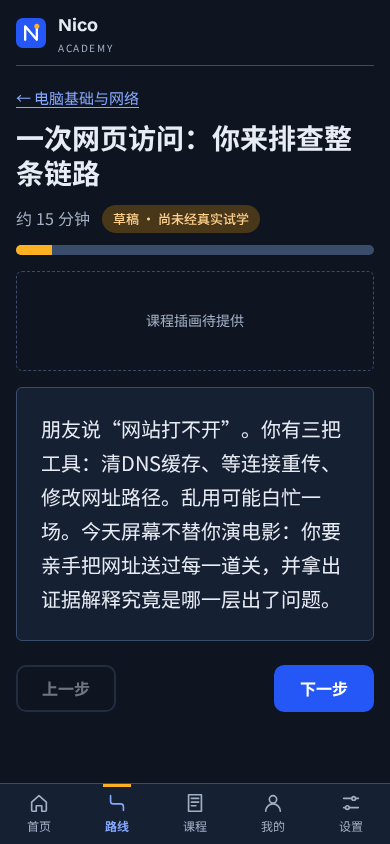 Nico
ACADEMY
← 电脑基础与网络
一次网页访问：你来排查整
条链路
约 15 分钟
草稿 · 尚未经真实试学
课程插画待提供
朋友说“网站打不开”。你有三把
工具：清DNS缓存、等连接重传、
修改网址路径。乱用可能白忙一
场。今天屏幕不替你演电影：你要
亲手把网址送过每一道关，并拿出
证据解释究竟是哪一层出了问题。
上一步
下一步
首页
路线
课程
我的
设置